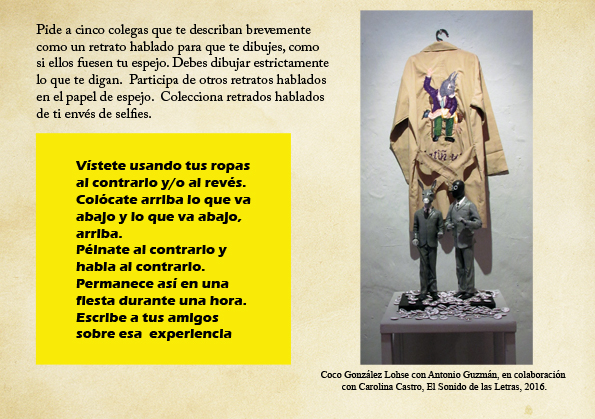 Pide a cinco colegas que te describan brevemente
como un retrato hablado para que te dibujes, como
si ellos fuesen tu espejo. Debes dibujar estrictamente
lo que te digan. Participa de otros retratos hablados
en el papel de espejo. Colecciona retrados hablados
de ti envés de selfies.
Vístete usando tus ropas
al contrario y/o al revés.
Colócate arriba lo que va
abajo y lo que va abajo,
arriba.
Péinate al contrario y
habla al contrario.
Permanece así en una
fiesta durante una hora.
Escribe a tus amigos
sobre esa experiencia
Coco González Lohse con Antonio Guzmán, en colaboración
con Carolina Castro, El Sonido de las Letras, 2016.